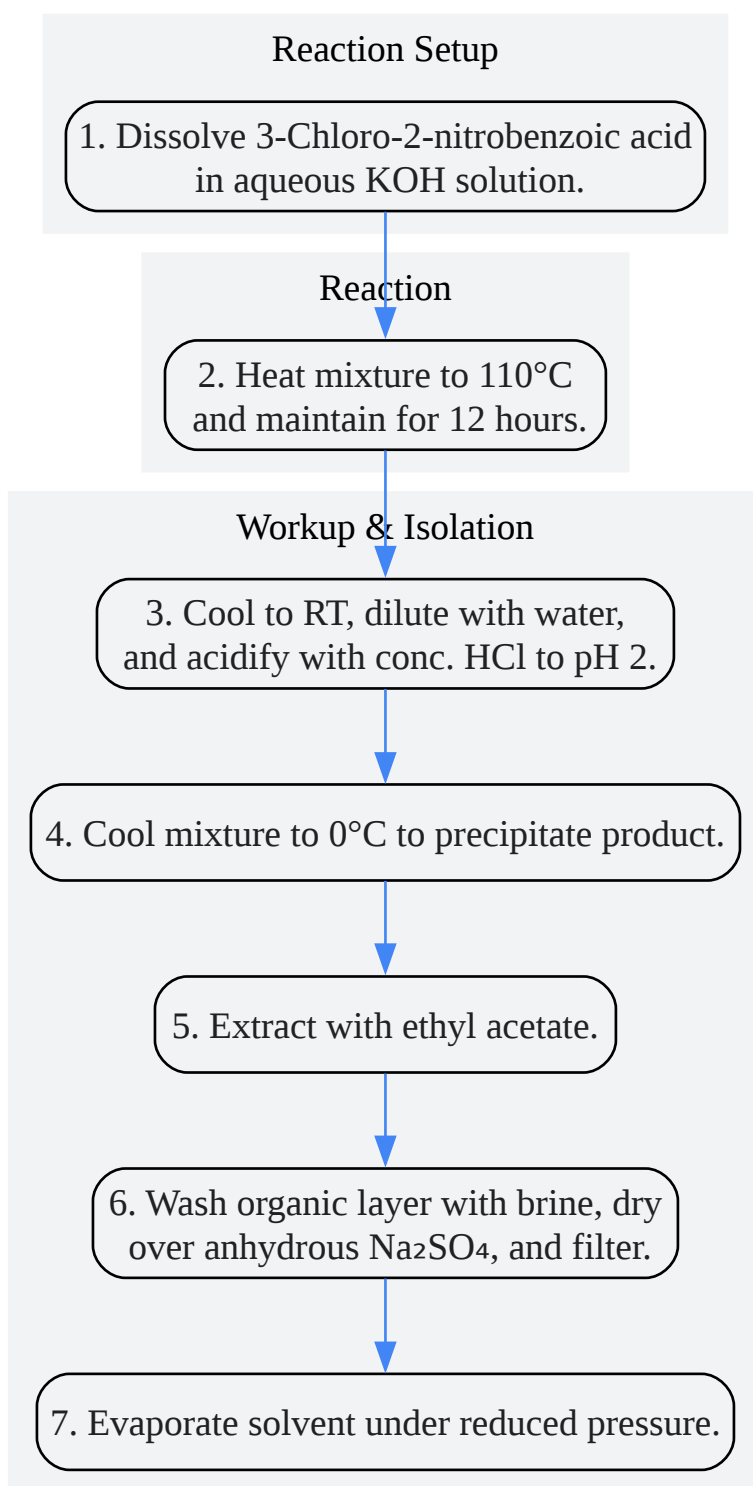 Reaction Setup
1. Dissolve 3-Chloro-2-nitrobenzoic acid
in aqueous KOH solution.
Reaction
2. Heat mixture to 110°C
and maintain for 12 hours.
Workup & Isolation
3. Cool to RT, dilute with water,
and acidify with conc. HCl to pH 2.
4. Cool mixture to 0°C to precipitate product.
5. Extract with ethyl acetate.
6. Wash organic layer with brine, dry
over anhydrous Na₂SO₄, and filter.
7. Evaporate solvent under reduced pressure.